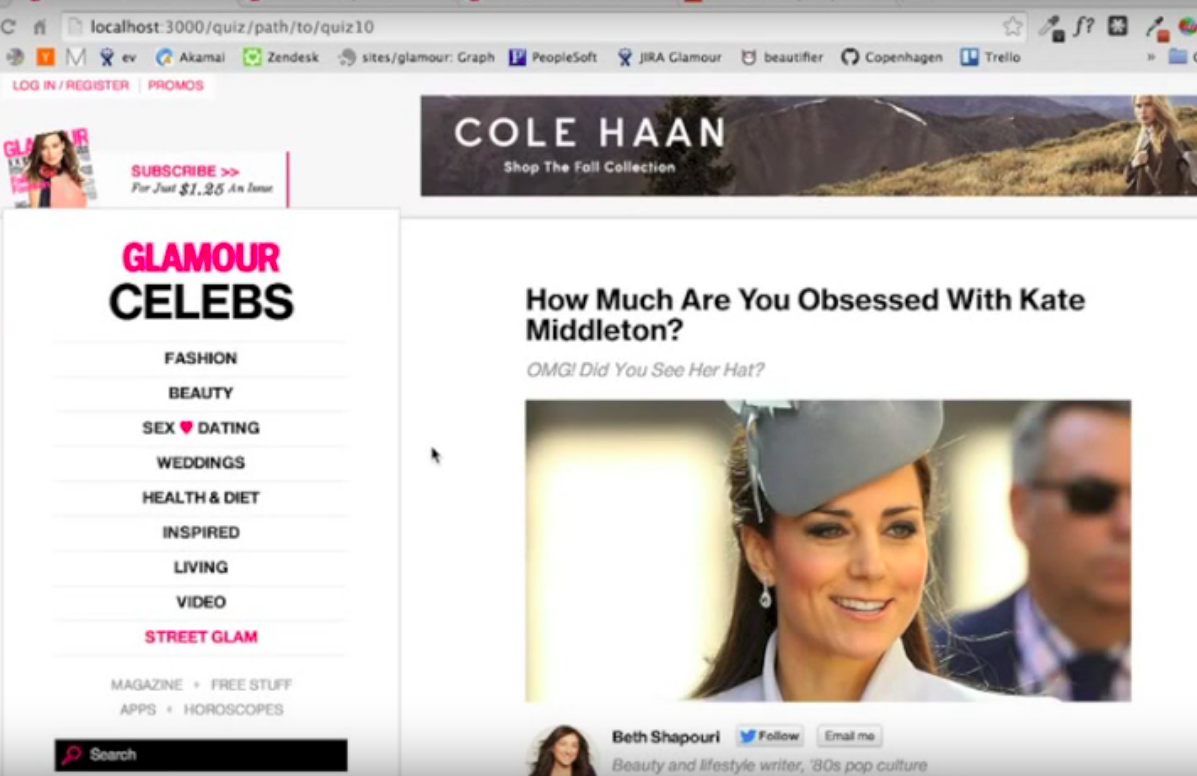 localhost:3000/quiz/path/to/quiz10
f?
ev Akamai Zendesk sites/glamour: Graph PeopleSoft JIRA Glamour beautifier Copenhagen Trello »
LOG IN / REGISTER PROMOS
COLE HAAN
Shop The Fall Collection
SUBSCRIBE >>
For Just $1.25 An Issue
GLAMOUR
CELEBS
FASHION
BEAUTY
SEX ♥ DATING
WEDDINGS
HEALTH & DIET
INSPIRED
LIVING
VIDEO
STREET GLAM
MAGAZINE + FREE STUFF
APPS + HOROSCOPES
Search
How Much Are You Obsessed With Kate
Middleton?
OMG! Did You See Her Hat?
Beth Shapouri Follow Email me
Beauty and lifestyle writer, '80s pop culture